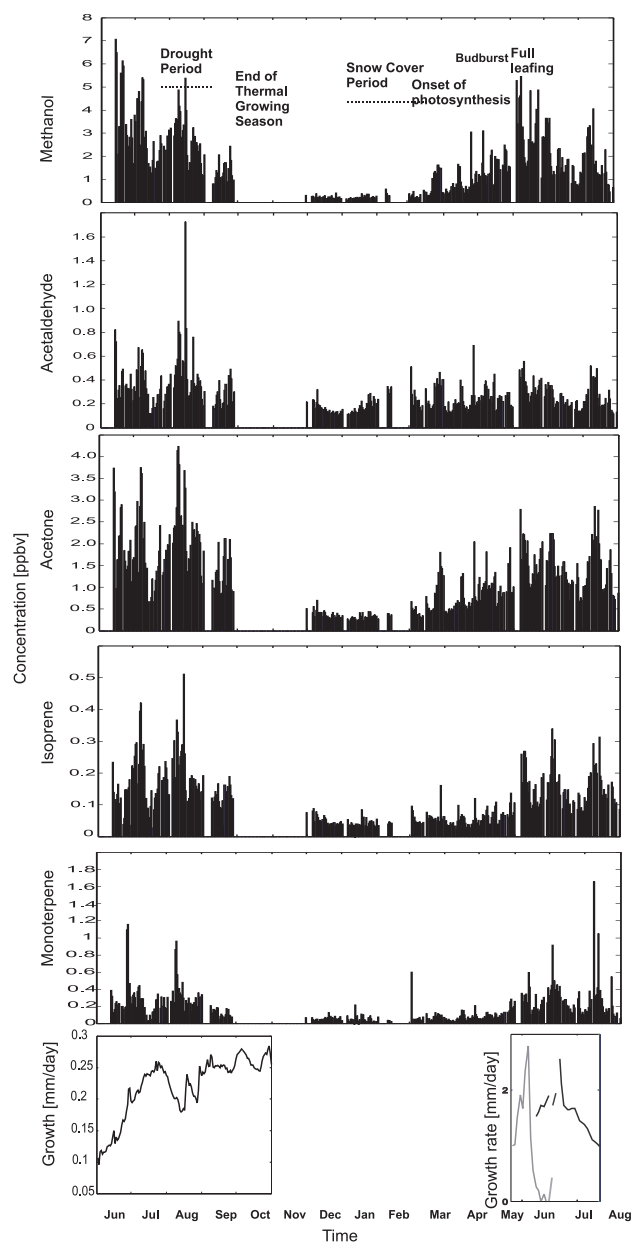 8
7
6
5
4
3
2
1
0
Methanol
Drought
Period
End of
Thermal
Growing
Season
Snow Cover
Period
Onset of
photosynthesis
Budburst
Full
leafing
1.6
1.4
1.2
1.0
0.8
0.6
0.4
0.2
0
Acetaldehyde
4.0
3.5
3.0
2.5
2.0
1.5
1.0
0.5
0
Acetone
Concentration [ppbv]
0.5
0.4
0.3
0.2
0.1
0
Isoprene
1.8
1.6
1.4
1.2
1
0.8
0.6
0.4
0.2
0
Monoterpene
0.3
0.25
0.2
0.15
0.1
0.05
Growth [mm/day]
2
0
Growth rate [mm/day]
Jun Jul Aug Sep Oct Nov Dec Jan Feb Mar Apr May Jun Jul Aug
Time